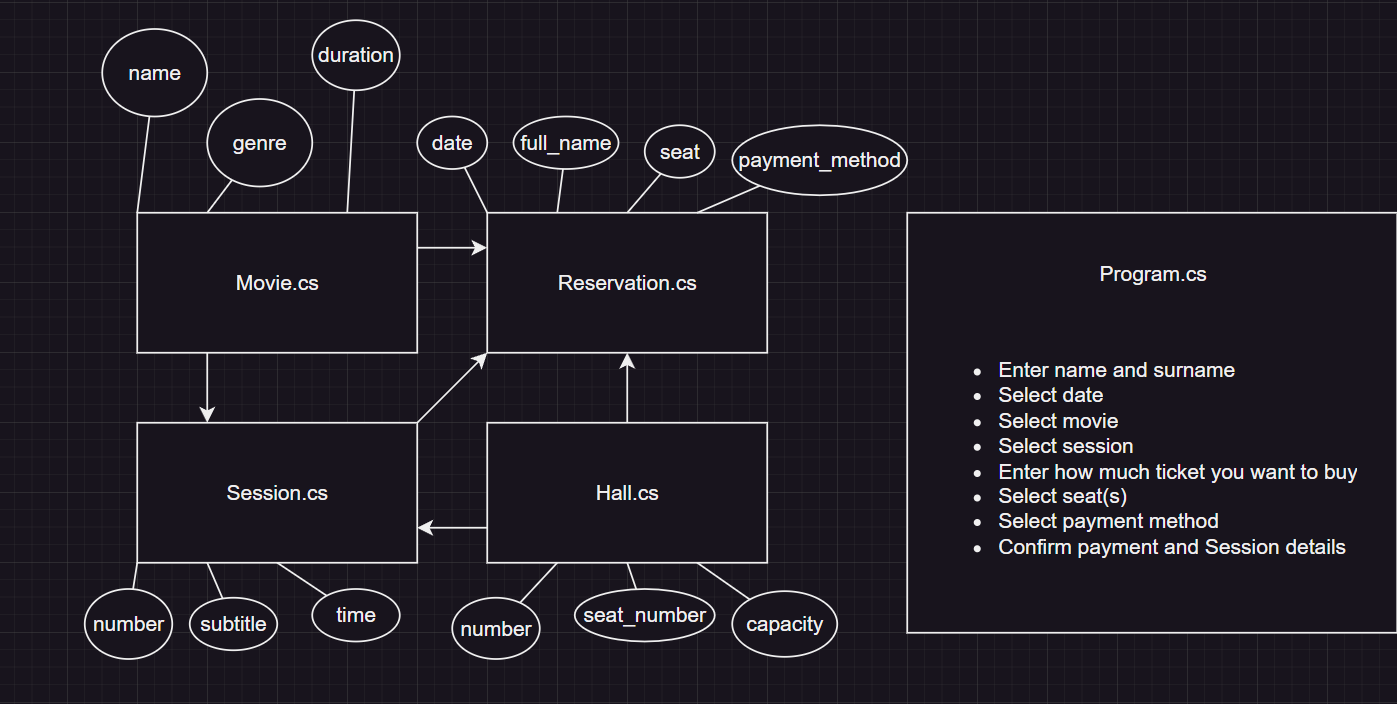 name
genre
duration
date
full_name
seat
payment_method
Movie.cs
Reservation.cs
Session.cs
Hall.cs
number
subtitle
time
number
seat_number
capacity
Program.cs
Enter name and surname
Select date
Select movie
Select session
Enter how much ticket you want to buy
Select seat(s)
Select payment method
Confirm payment and Session details